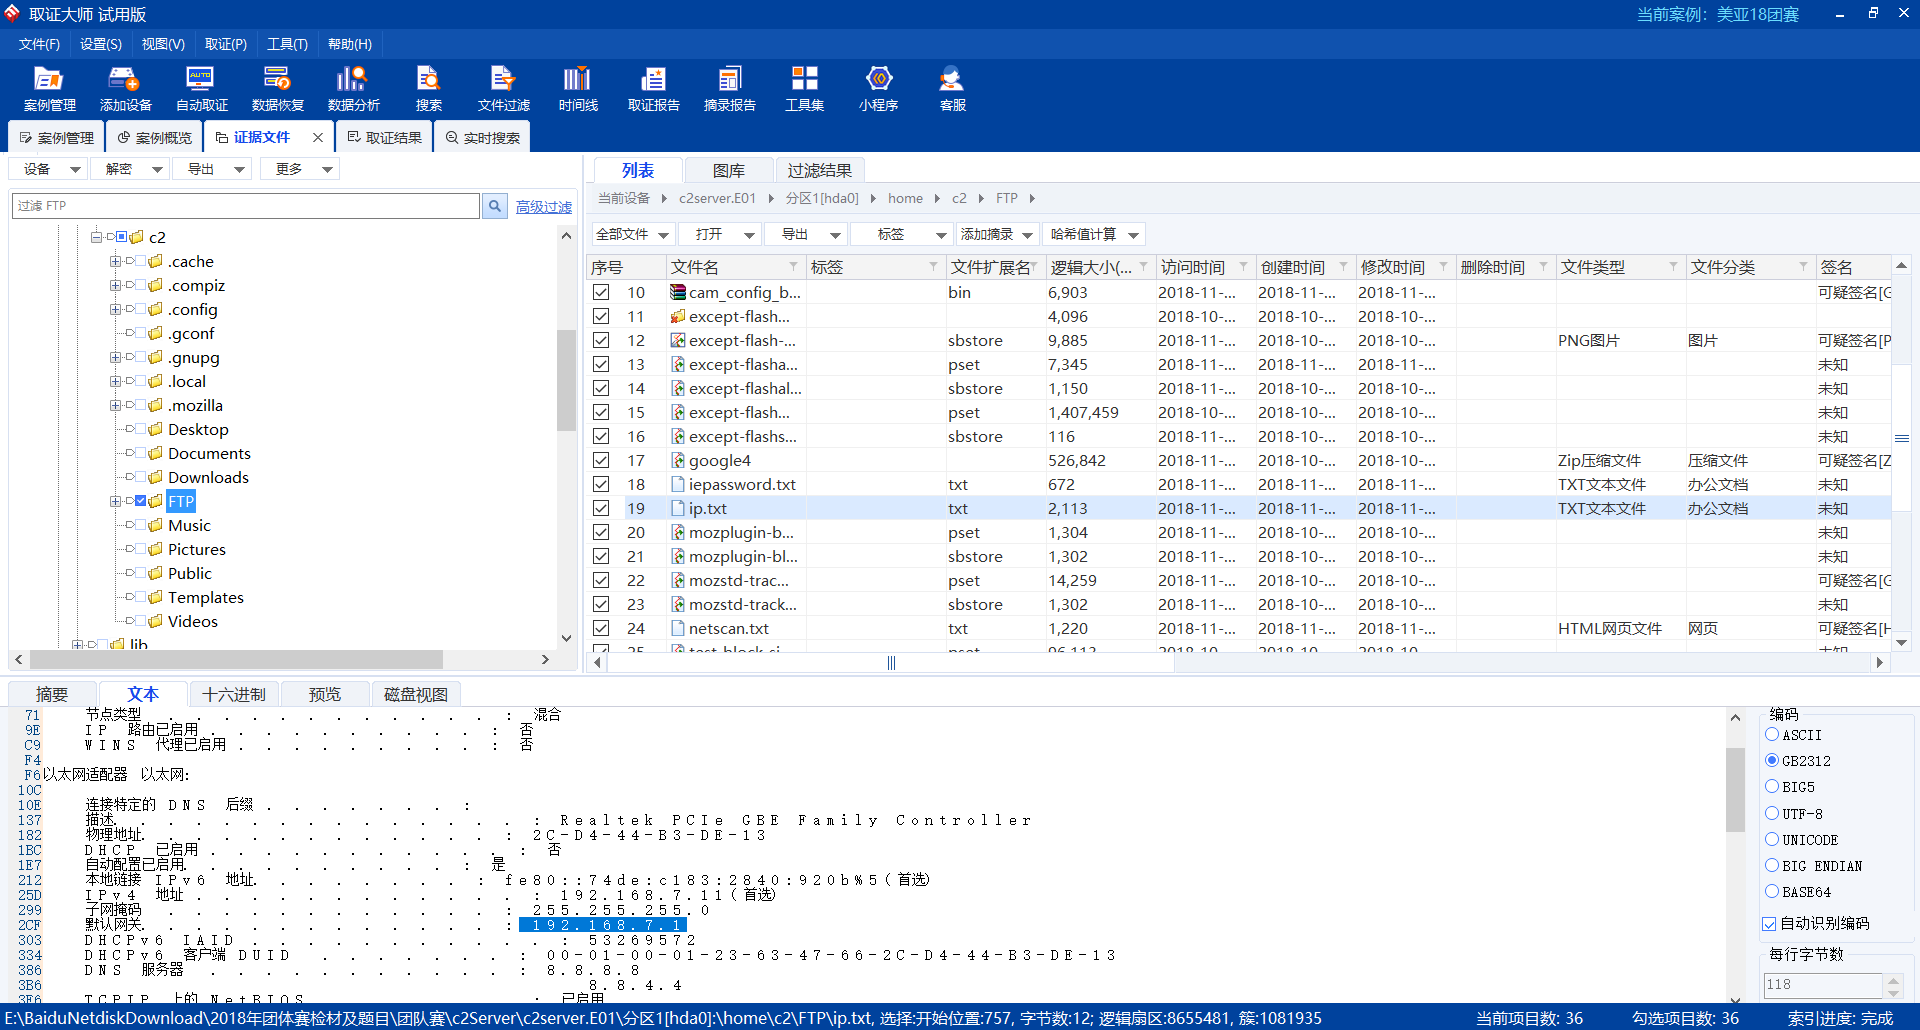 取证大师 试用版
当前案例：美亚18团赛
文件(F) 设置(S) 视图(V) 取证(P) 工具(T) 帮助(H)
案例管理 添加设备 自动取证 数据恢复 数据分析 搜索 文件过滤 时间线 取证报告 摘录报告 工具集 小程序 客服
案例管理 案例概览 证据文件 取证结果 实时搜索
设备 解密 导出 更多
过滤 FTP
高级过滤
c2
.cache
.compiz
.config
.gconf
.gnupg
.local
.mozilla
Desktop
Documents
Downloads
FTP
Music
Pictures
Public
Templates
Videos
lib
列表 图库 过滤结果
当前设备 c2server.E01 分区1[hda0] home c2 FTP
全部文件 打开 导出 标签 添加摘录 哈希值计算
序号 文件名 标签 文件扩展名 逻辑大小(... 访问时间 创建时间 修改时间 删除时间 文件类型 文件分类 签名
10 cam_config_b... bin 6,903 2018-11-... 2018-11-... 2018-11-... 可疑签名[G
11 except-flash... 4,096 2018-11-... 2018-11-... 2018-11-...
12 except-flash-... sbstore 9,885 2018-11-... 2018-11-... 2018-11-... PNG图片 图片 可疑签名[P
13 except-flasha... pset 7,345 2018-11-... 2018-11-... 2018-11-... 未知
14 except-flashal... sbstore 1,150 2018-11-... 2018-10-... 2018-10-... 未知
15 except-flash... pset 1,407,459 2018-10-... 2018-10-... 2018-10-... 未知
16 except-flashs... sbstore 116 2018-11-... 2018-10-... 2018-10-... 未知
17 google4 526,842 2018-11-... 2018-10-... 2018-10-... Zip压缩文件 压缩文件 可疑签名[Z
18 iepassword.txt txt 672 2018-11-... 2018-11-... 2018-11-... TXT文本文件 办公文档 未知
19 ip.txt txt 2,113 2018-11-... 2018-11-... 2018-11-... TXT文本文件 办公文档 未知
20 mozplugin-b... pset 1,304 2018-11-... 2018-10-... 2018-10-... 未知
21 mozplugin-bl... sbstore 1,302 2018-11-... 2018-10-... 2018-10-... 未知
22 mozstd-trac... pset 14,259 2018-11-... 2018-10-... 2018-10-... 可疑签名[G
23 mozstd-track... sbstore 1,302 2018-11-... 2018-10-... 2018-10-... 未知
24 netscan.txt txt 1,220 2018-11-... 2018-11-... 2018-11-... HTML网页文件 网页 可疑签名[H
摘要 文本 十六进制 预览 磁盘视图
71 节点类型 . . . . . . . . . . . . : 混合
9E IP 路由已启用 . . . . . . . . . . : 否
C9 WINS 代理已启用 . . . . . . . . . : 否
F4
F6 以太网适配器 以太网:
10C
10E 连接特定的 DNS 后缀 . . . . . . . :
137 描述. . . . . . . . . . . . . . . : Realtek PCIe GBE Family Controller
182 物理地址. . . . . . . . . . . . . : 2C-D4-44-B3-DE-13
1BC DHCP 已启用 . . . . . . . . . . . : 否
1E7 自动配置已启用. . . . . . . . . . : 是
212 本地链接 IPv6 地址. . . . . . . . : fe80::74de:c183:2840:920b%5(首选)
25D IPv4 地址 . . . . . . . . . . . . : 192.168.7.11(首选)
299 子网掩码 . . . . . . . . . . . . : 255.255.255.0
2CF 默认网关. . . . . . . . . . . . . : 192.168.7.1
303 DHCPv6 IAID . . . . . . . . . . . : 53269572
334 DHCPv6 客户端 DUID . . . . . . . : 00-01-00-01-23-63-47-66-2C-D4-44-B3-DE-13
386 DNS 服务器 . . . . . . . . . . . : 8.8.8.8
3B6 8.8.4.4
3E6 TCPIP 上的 NetBIOS . . . . . . . : 已启用
编码
ASCII
GB2312
BIG5
UTF-8
UNICODE
BIG ENDIAN
BASE64
自动识别编码
每行字节数
118
E:\BaiduNetdiskDownload\2018年团体赛检材及题目\团队赛\c2Server\c2server.E01\分区1[hda0]:\home\c2\FTP\ip.txt, 选择:开始位置:757, 字节数:12; 逻辑扇区:8655481, 簇:1081935 当前项目数: 36 勾选项目数: 36 索引进度: 完成